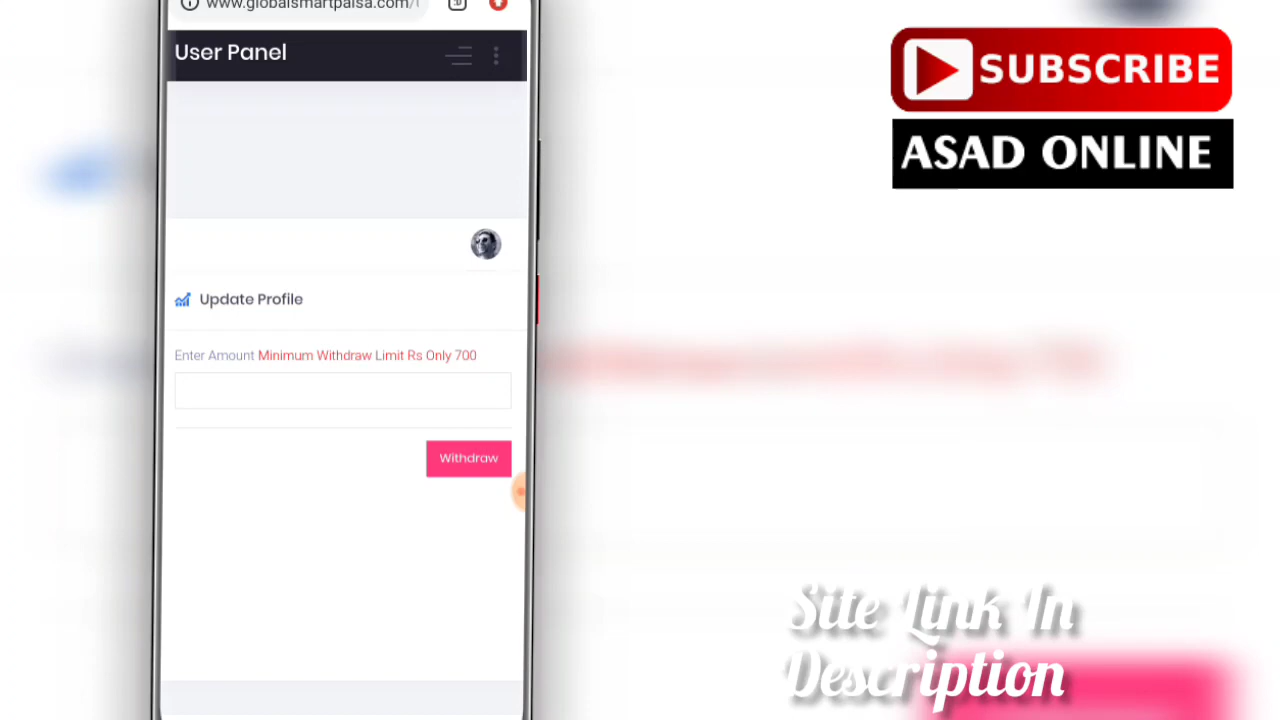 www.globalsmartpaisa.com/
User Panel
SUBSCRIBE
ASAD ONLINE
Update Profile
Enter Amount Minimum Withdraw Limit Rs Only 700
Withdraw
Site Link In
Description